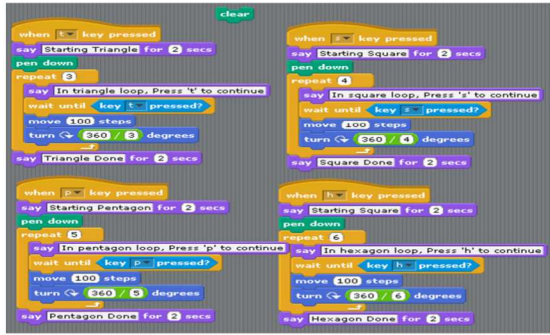 clear
when t key pressed
say Starting Triangle for 2 secs
pen down
repeat 3
say In triangle loop, Press 't' to continue
wait until key t pressed?
move 100 steps
turn 360 / 3 degrees
say Triangle Done for 2 secs
when s key pressed
say Starting Square for 2 secs
pen down
repeat 4
say In square loop, Press 's' to continue
wait until key s pressed?
move 100 steps
turn 360 / 4 degrees
say Square Done for 2 secs
when p key pressed
say Starting Pentagon for 2 secs
pen down
repeat 5
say In pentagon loop, Press 'p' to continue
wait until key p pressed?
move 100 steps
turn 360 / 5 degrees
say Pentagon Done for 2 secs
when h key pressed
say Starting Square for 2 secs
pen down
repeat 6
say In hexagon loop, Press 'h' to continue
wait until key h pressed?
move 100 steps
turn 360 / 6 degrees
say Hexagon Done for 2 secs